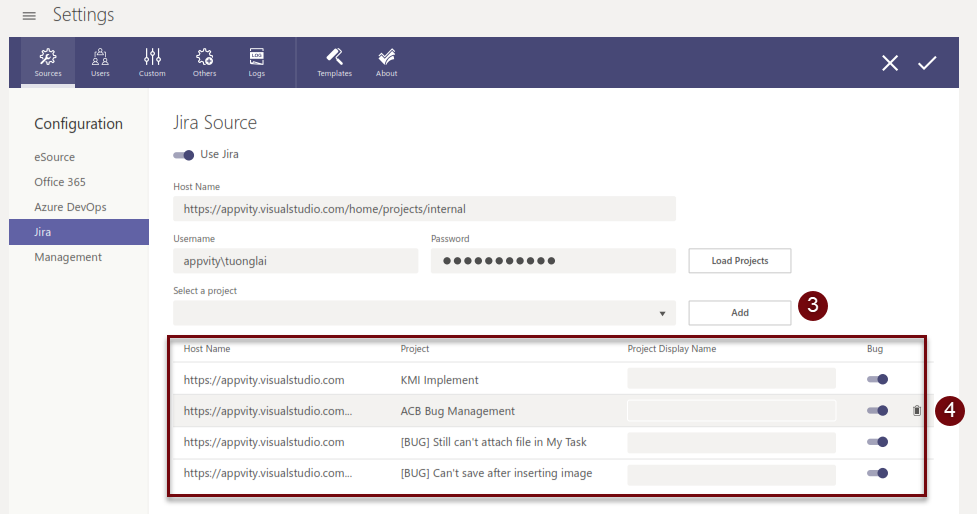 Settings
Sources Users Custom Others LOG Logs Templates About
Configuration
eSource
Office 365
Azure DevOps
Jira
Management
Jira Source
Use Jira
Host Name
https://appvity.visualstudio.com/home/projects/internal
Username Password
appvity\tuonglai ●●●●●●●●●●● Load Projects
Select a project
Add 3
Host Name Project Project Display Name Bug
https://appvity.visualstudio.com KMI Implement
https://appvity.visualstudio.com... ACB Bug Management 4
https://appvity.visualstudio.com [BUG] Still can't attach file in My Task
https://appvity.visualstudio.com... [BUG] Can't save after inserting image